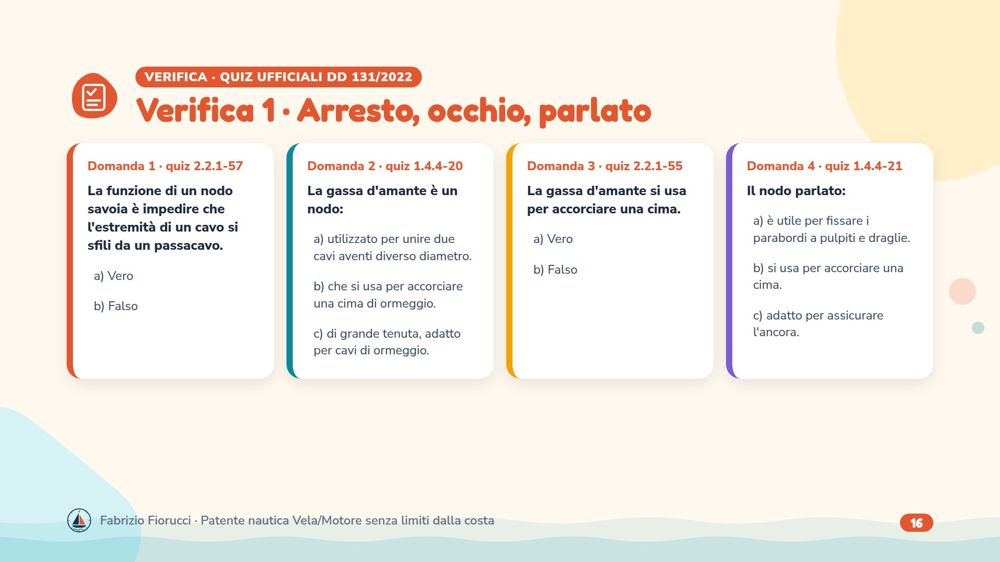 VERIFICA · QUIZ UFFICIALI DD 131/2022
Verifica 1 · Arresto, occhio, parlato
Domanda 1 · quiz 2.2.1-57
La funzione di un nodo
savoia è impedire che
l'estremità di un cavo si
sfili da un passacavo.
a) Vero
b) Falso
Domanda 2 · quiz 1.4.4-20
La gassa d'amante è un
nodo:
a) utilizzato per unire due
cavi aventi diverso diametro.
b) che si usa per accorciare
una cima di ormeggio.
c) di grande tenuta, adatto
per cavi di ormeggio.
Domanda 3 · quiz 2.2.1-55
La gassa d'amante si usa
per accorciare una cima.
a) Vero
b) Falso
Domanda 4 · quiz 1.4.4-21
Il nodo parlato:
a) è utile per fissare i
parabordi a pulpiti e draglie.
b) si usa per accorciare una
cima.
c) adatto per assicurare
l'ancora.
Fabrizio Fiorucci · Patente nautica Vela/Motore senza limiti dalla costa
16